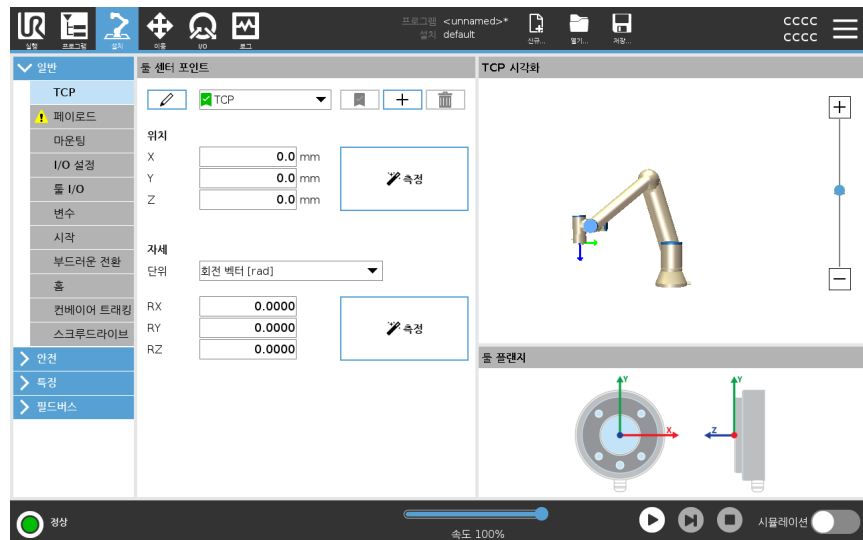 프로그램 <unnamed>*
설치 default
CCCC
CCCC
실행 프로그램 설치 이동 I/O 로그
신규... 열기... 저장...
일반
TCP
페이로드
마운팅
I/O 설정
툴 I/O
변수
시작
부드러운 전환
홈
컨베이어 트래킹
스크루드라이브
안전
특징
필드버스
툴 센터 포인트
TCP
위치
X 0.0 mm
Y 0.0 mm
Z 0.0 mm
측정
자세
단위 회전 벡터 [rad]
RX 0.0000
RY 0.0000
RZ 0.0000
측정
TCP 시각화
툴 플랜지
Y
X
Y
Z
정상
속도 100%
시뮬레이션